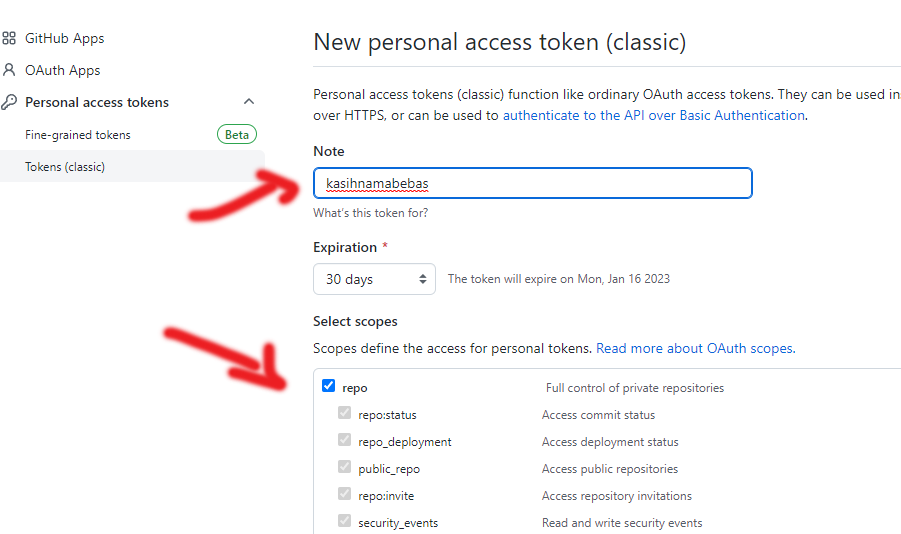 GitHub Apps
OAuth Apps
Personal access tokens
Fine-grained tokens
Beta
Tokens (classic)
New personal access token (classic)
Personal access tokens (classic) function like ordinary OAuth access tokens. They can be used
over HTTPS, or can be used to authenticate to the API over Basic Authentication.
Note
kasihnamabebas
What's this token for?
Expiration *
30 days
The token will expire on Mon, Jan 16 2023
Select scopes
Scopes define the access for personal tokens. Read more about OAuth scopes.
repo Full control of private repositories
repo:status Access commit status
repo_deployment Access deployment status
public_repo Access public repositories
repo:invite Access repository invitations
security_events Read and write security events